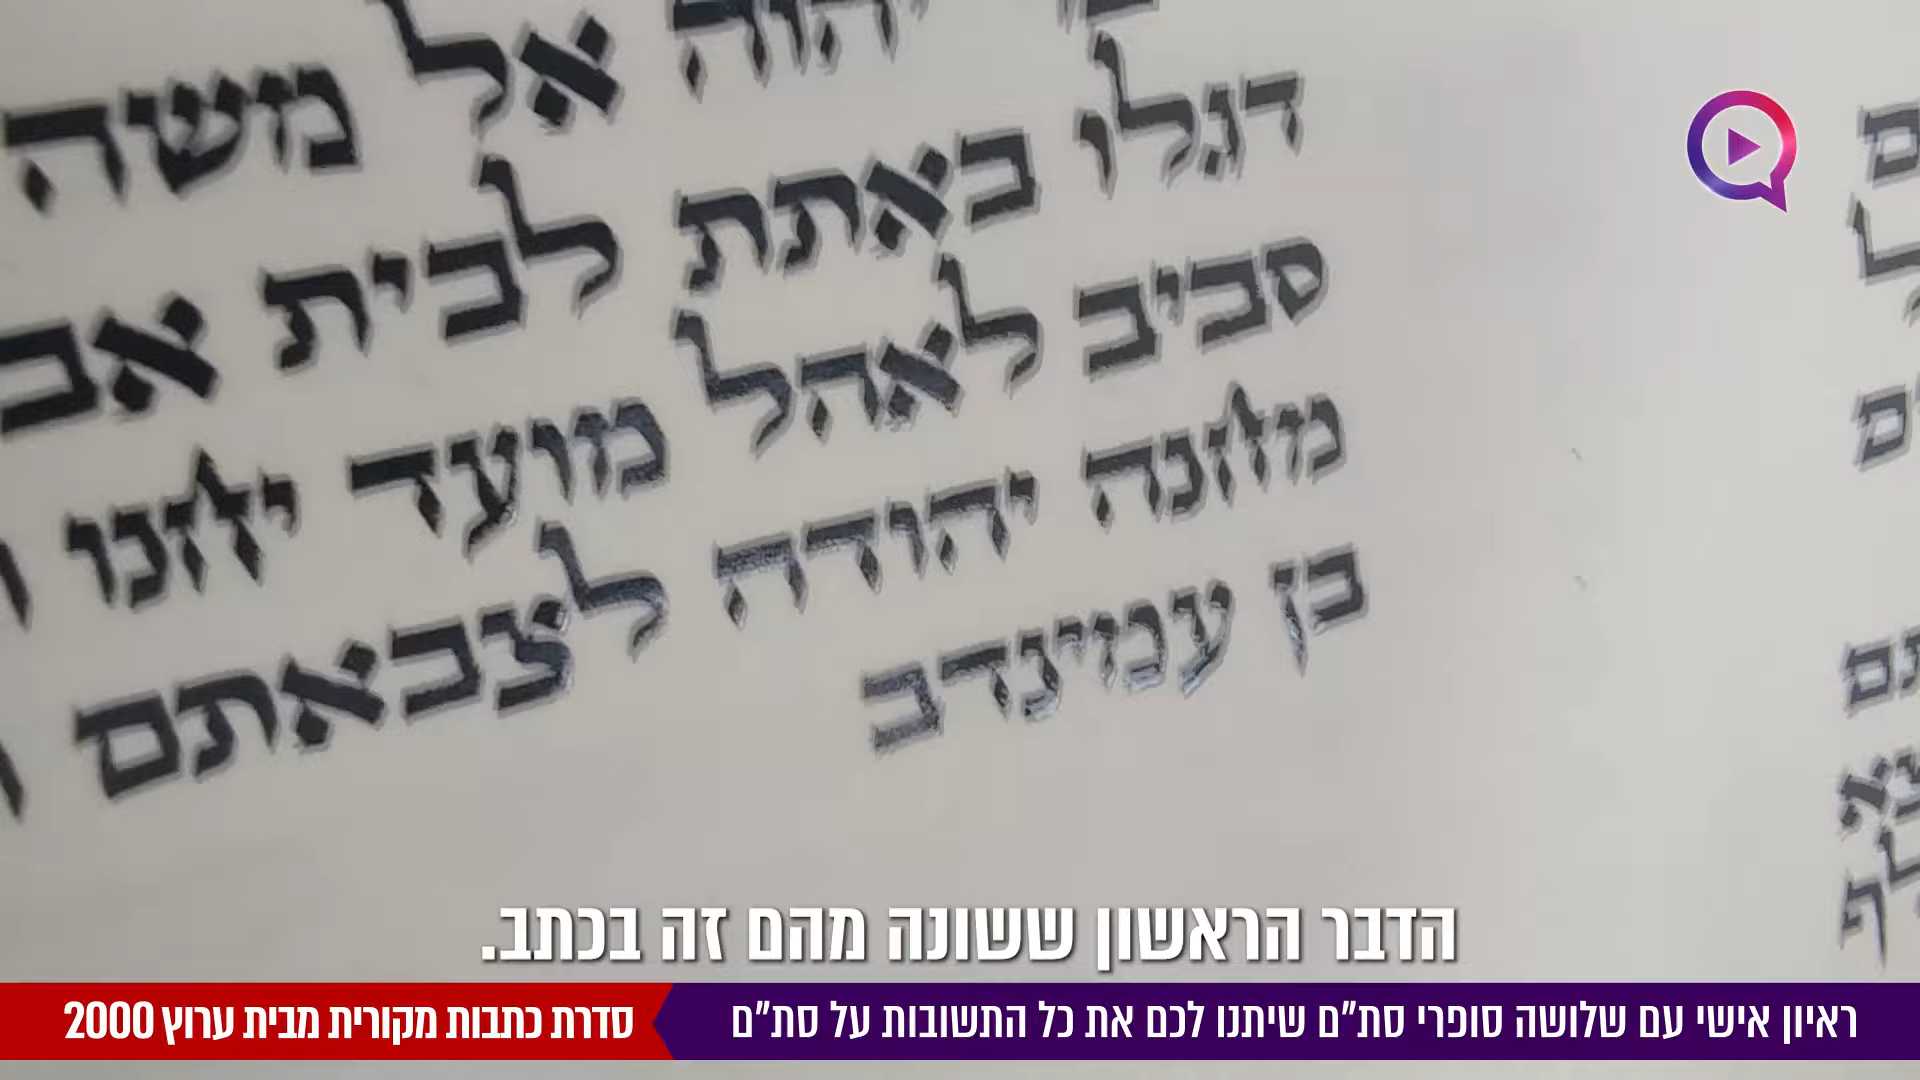 יהוה אל משה
דגלו באתת לבית אב
סביב לאהל מועד יחנו
מחנה יהודה לצבאתם
בן עמינדב
הדבר הראשון ששונה מהם זה בכתב.
ראיון אישי עם שלושה סופרי סת"ם שיתנו לכם את כל התשובות על סת"ם
סדרת כתבות מקורית מבית ערוץ 2000